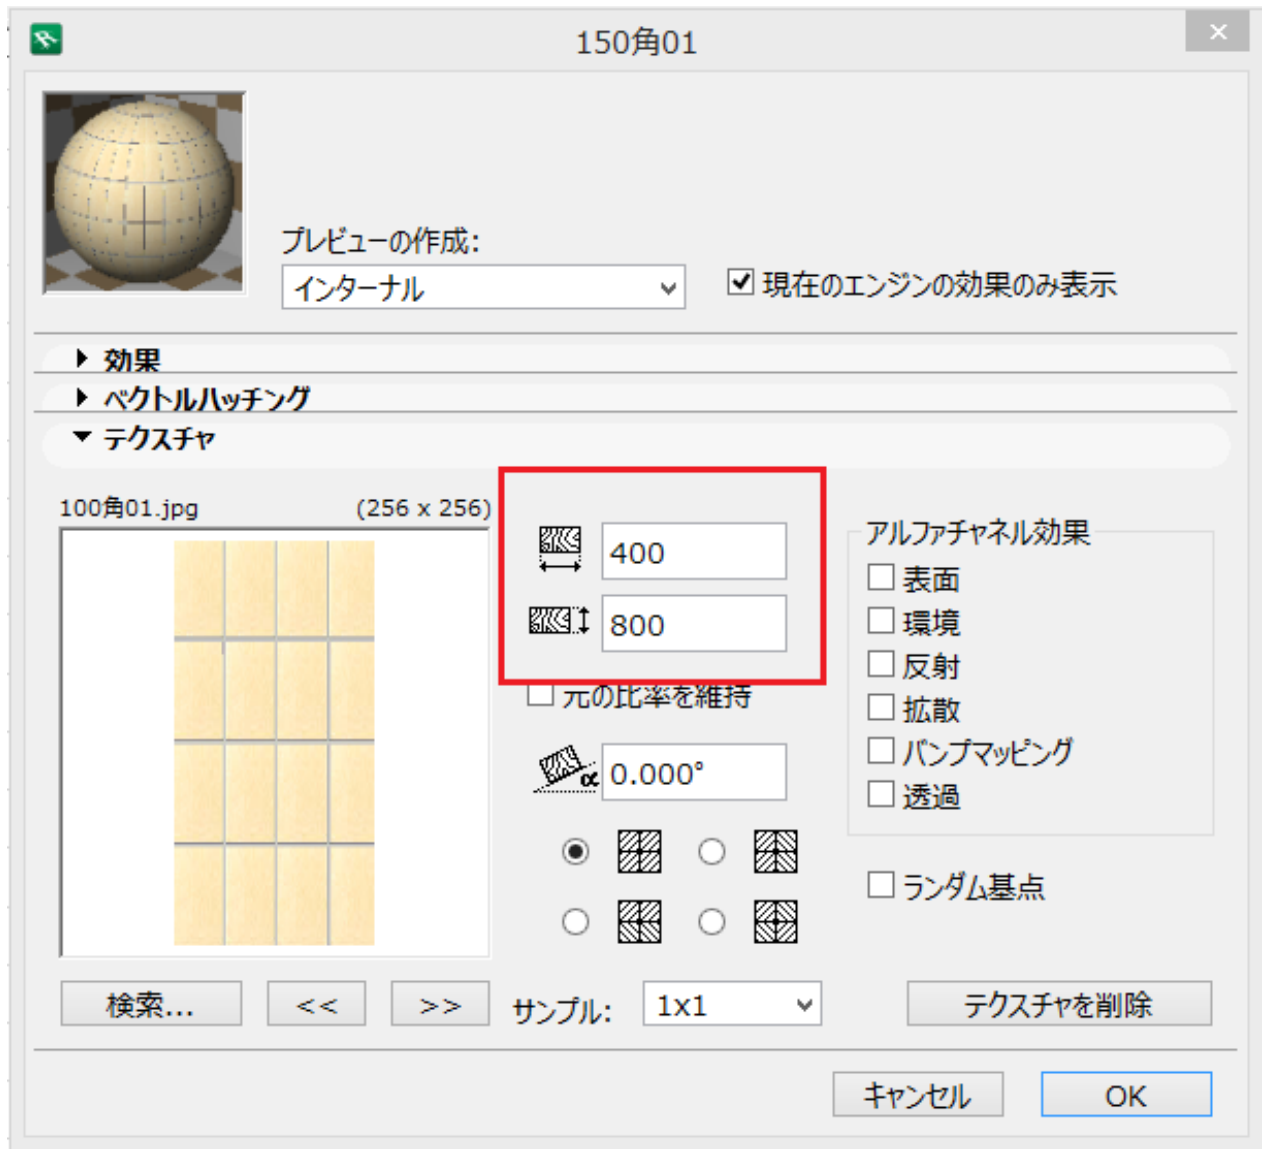 150角01
プレビューの作成:
インターナル
現在のエンジンの効果のみ表示
効果
ベクトルハッチング
テクスチャ
100角01.jpg (256 x 256)
400
800
元の比率を維持
α 0.000°
アルファチャネル効果
表面
環境
反射
拡散
バンプマッピング
透過
ランダム基点
検索... << >> サンプル: 1x1 テクスチャを削除
キャンセル OK